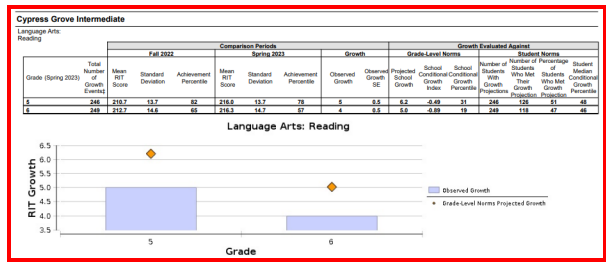 Cypress Grove Intermediate
Language Arts:
Reading
Comparison Periods Growth Evaluated Against
Fall 2022 Spring 2023 Growth Grade-Level Norms Student Norms
Grade (Spring 2023) Total Number of Growth Events‡ Mean RIT Score Standard Deviation Achievement Percentile Mean RIT Score Standard Deviation Achievement Percentile Observed Growth Observed Growth SE Projected School Growth School Conditional Growth Index School Conditional Growth Percentile Number of Students With Growth Projections Number of Students Who Met Their Growth Projection Percentage of Students Who Met Growth Projection Student Median Conditional Growth Percentile
5 246 210.7 13.7 82 216.0 13.7 78 5 0.5 6.2 -0.49 31 246 126 51 48
6 249 212.7 14.6 65 216.3 14.7 57 4 0.5 5.0 -0.89 19 249 118 47 46
Language Arts: Reading
RIT Growth
6.5
6.0
5.5
5.0
4.5
4.0
3.5
5 6
Grade
Observed Growth
Grade-Level Norms Projected Growth